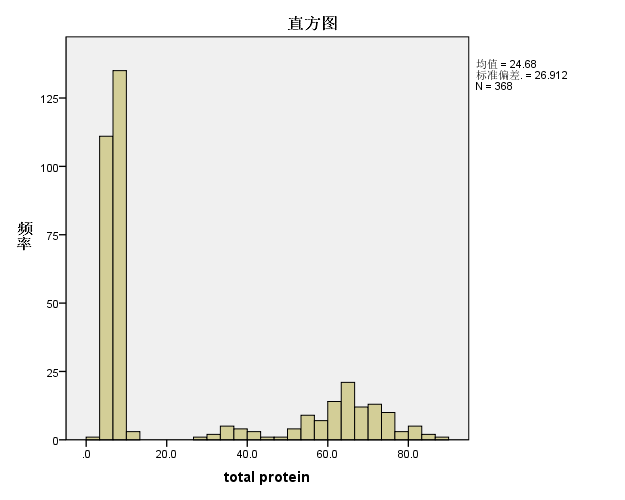 直方图
均值 = 24.68
标准偏差. = 26.912
N = 368
125
100
75
50
25
0
频率
.0 20.0 40.0 60.0 80.0
total protein